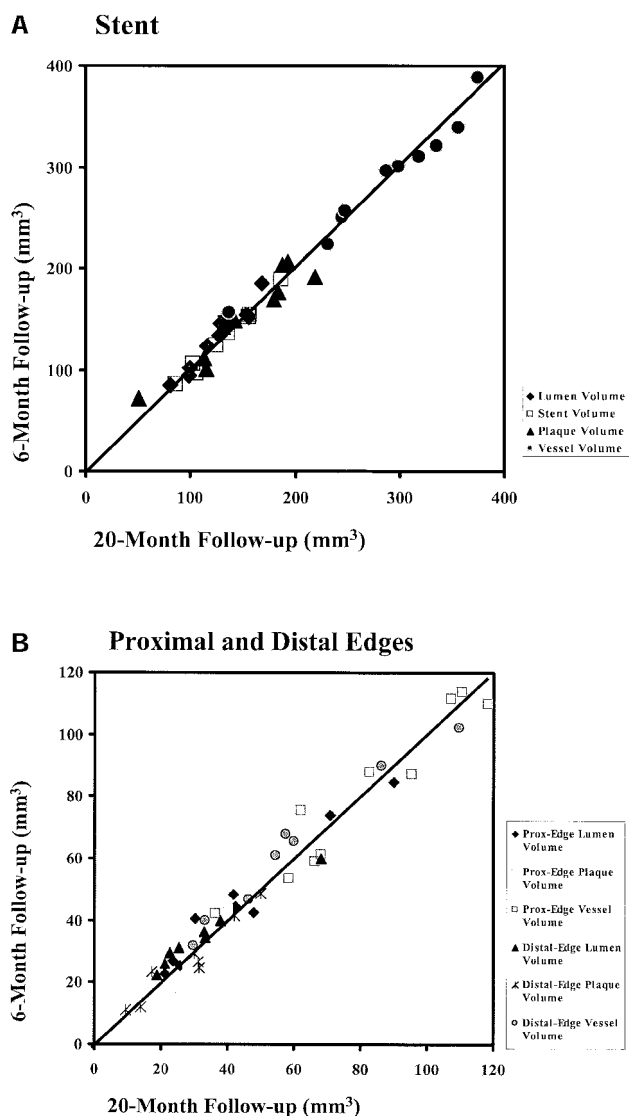 A Stent
400
300
200
100
0
0 100 200 300 400
6-Month Follow-up (mm³)
20-Month Follow-up (mm³)
Lumen Volume
Stent Volume
Plaque Volume
Vessel Volume
B Proximal and Distal Edges
120
100
80
60
40
20
0
0 20 40 60 80 100 120
6-Month Follow-up (mm³)
20-Month Follow-up (mm³)
Prox-Edge Lumen
Volume
Prox-Edge Plaque
Volume
Prox-Edge Vessel
Volume
Distal-Edge Lumen
Volume
Distal-Edge Plaque
Volume
Distal-Edge Vessel
Volume